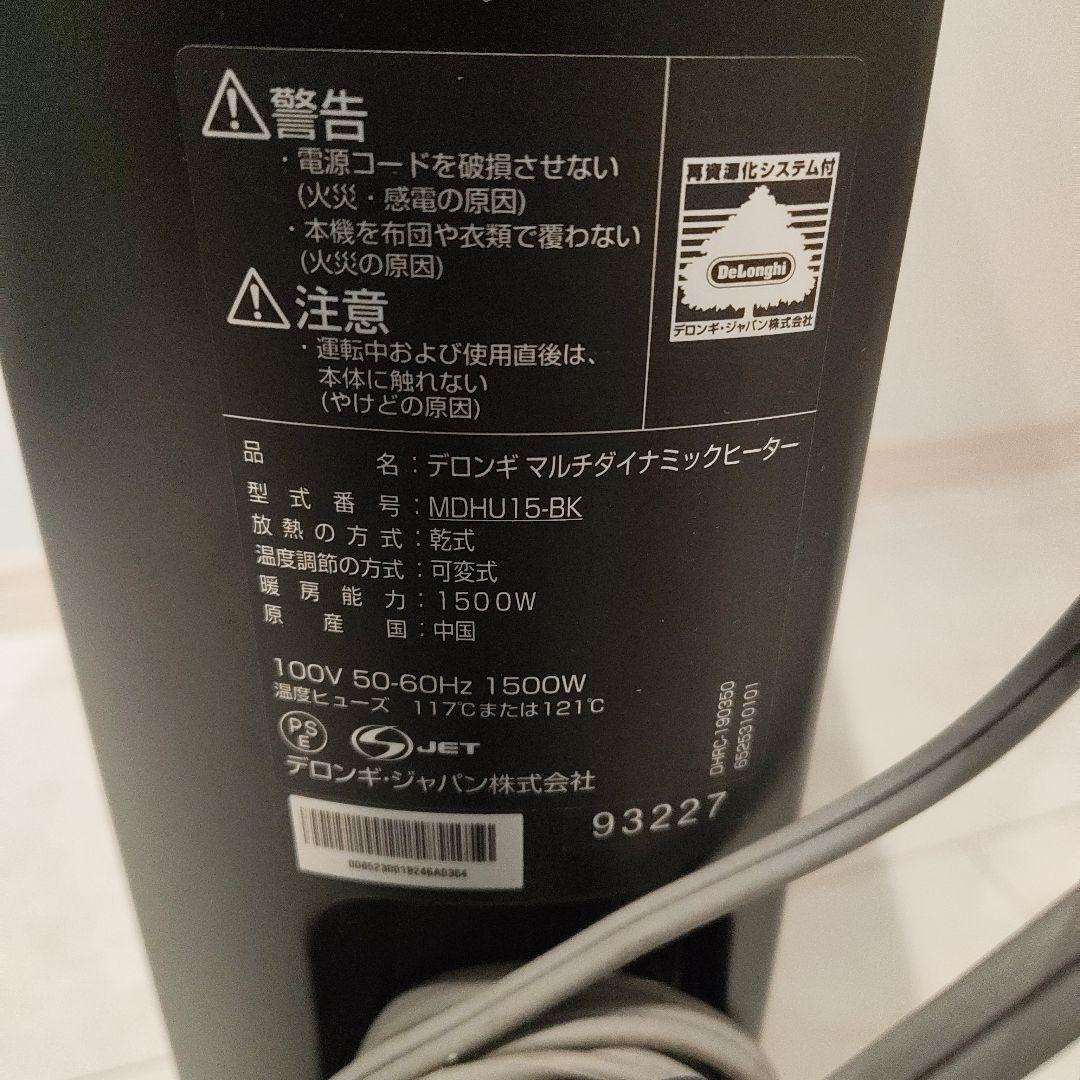 警告
・電源コードを破損させない
(火災・感電の原因)
・本機を布団や衣類で覆わない
(火災の原因)
注意
・運転中および使用直後は、
本体に触れない
(やけどの原因)
再資源化システム付
DeLonghi
デロンギ・ジャパン株式会社
品名：デロンギ マルチダイナミックヒーター
型式番号：MDHU15-BK
放熱の方式：乾式
温度調節の方式：可変式
暖房能力：1500W
原産国：中国
100V 50-60Hz 1500W
温度ヒューズ 117℃または121℃
PSE
JET
デロンギ・ジャパン株式会社
DHRC-190350
6525310101
93227